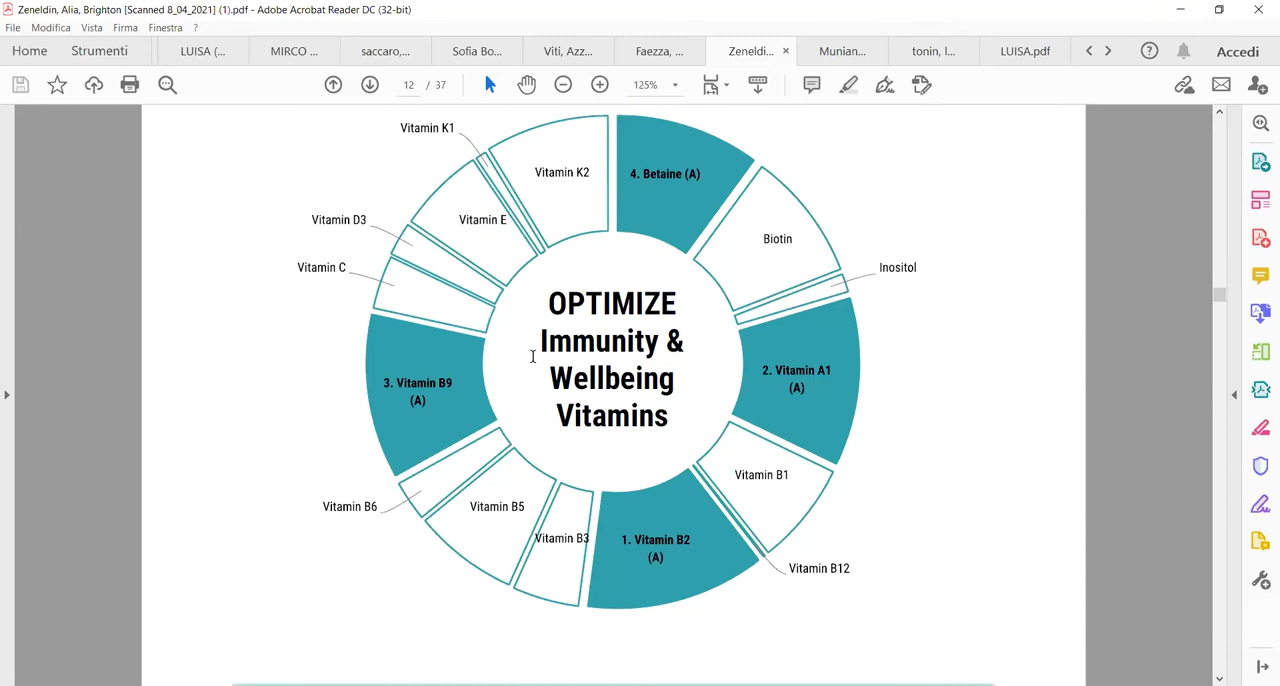 Zeneldin, Alia, Brighton [Scanned 8_04_2021] (1).pdf - Adobe Acrobat Reader DC (32-bit)
File Modifica Vista Firma Finestra ?
Home Strumenti LUISA (... MIRCO ... saccaro,... Sofia Bo... Viti, Azz... Faezza, ... Zeneldi... × Munian... tonin, l... LUISA.pdf Accedi
12 / 37 125%
Vitamin K1
Vitamin K2
4. Betaine (A)
Vitamin D3
Vitamin E
Biotin
Vitamin C
Inositol
OPTIMIZE
Immunity &
Wellbeing
Vitamins
3. Vitamin B9
(A)
2. Vitamin A1
(A)
Vitamin B1
Vitamin B6
Vitamin B5
Vitamin B3
1. Vitamin B2
(A)
Vitamin B12